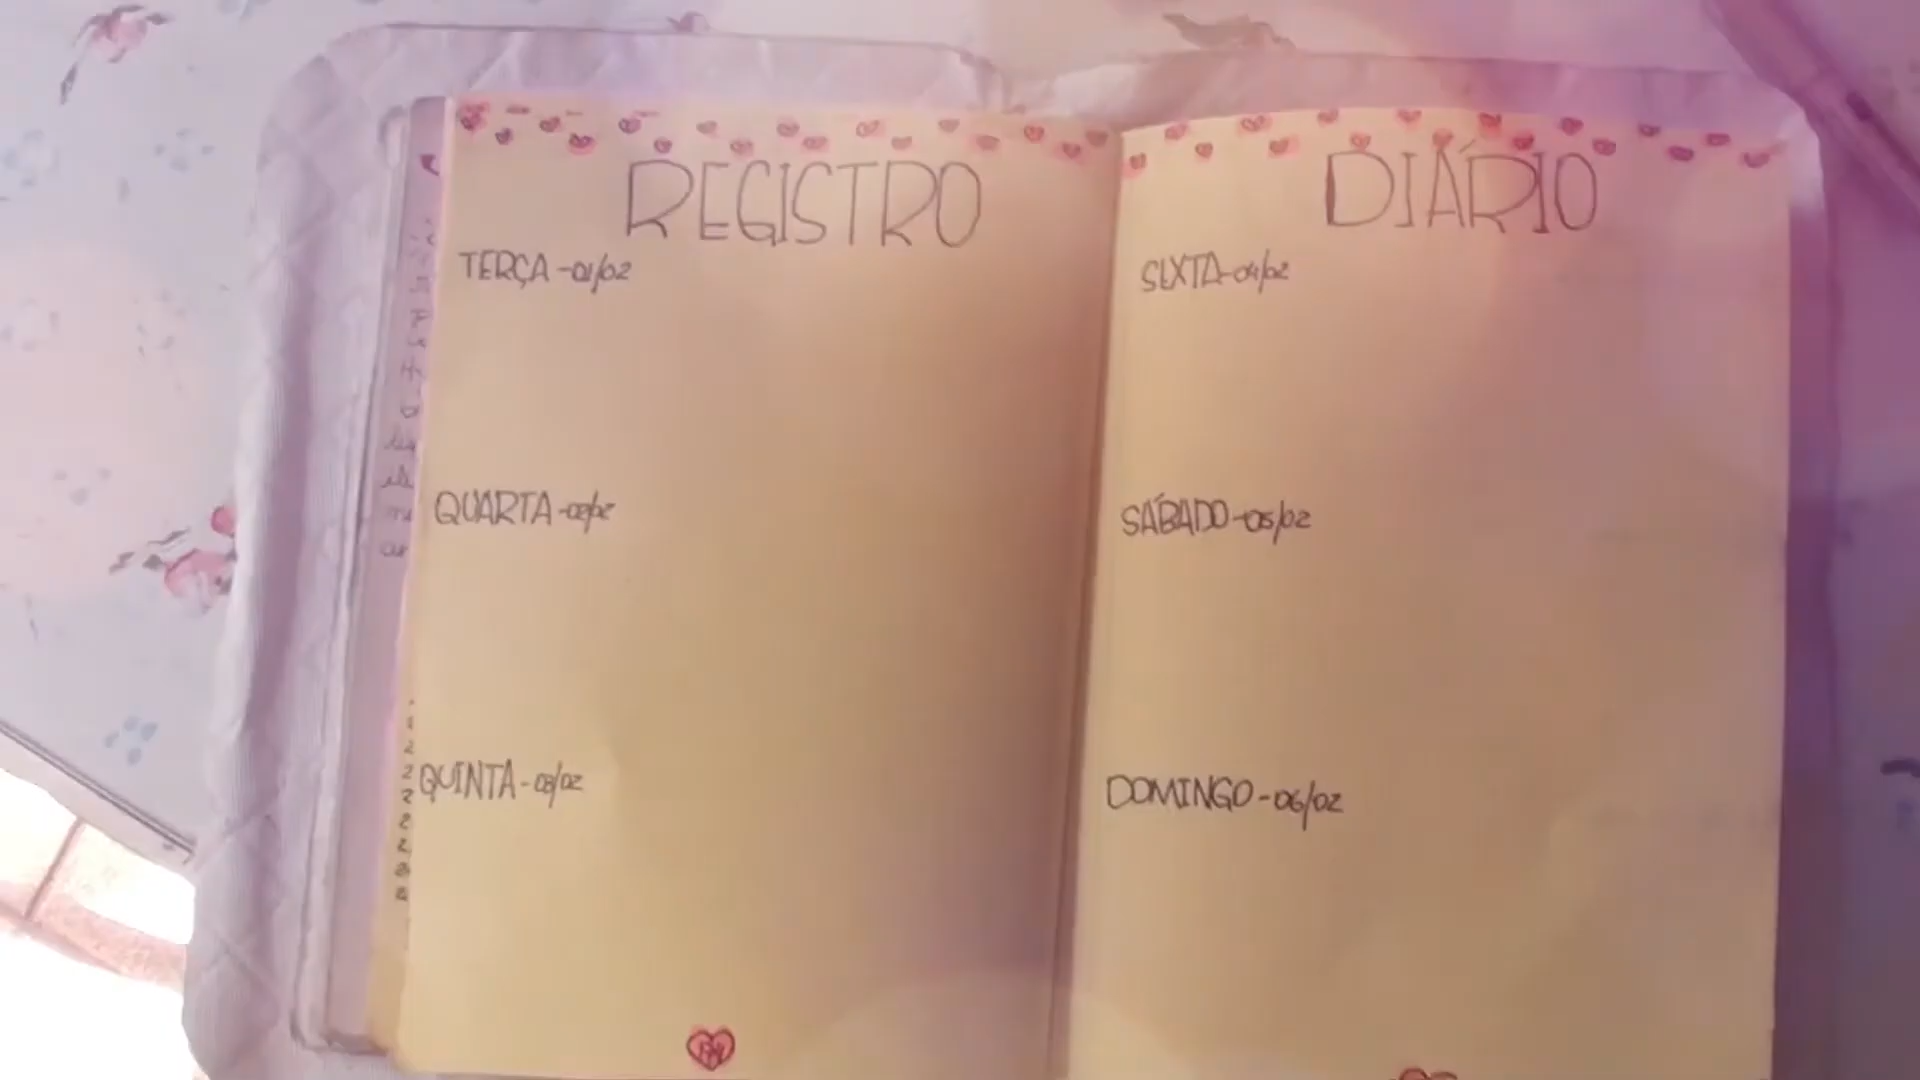 REGISTRO
TERÇA -01/02
QUARTA -02/02
QUINTA - 03/02
DIÁRIO
SEXTA-04/02
SÁBADO-05/02
DOMINGO-06/02